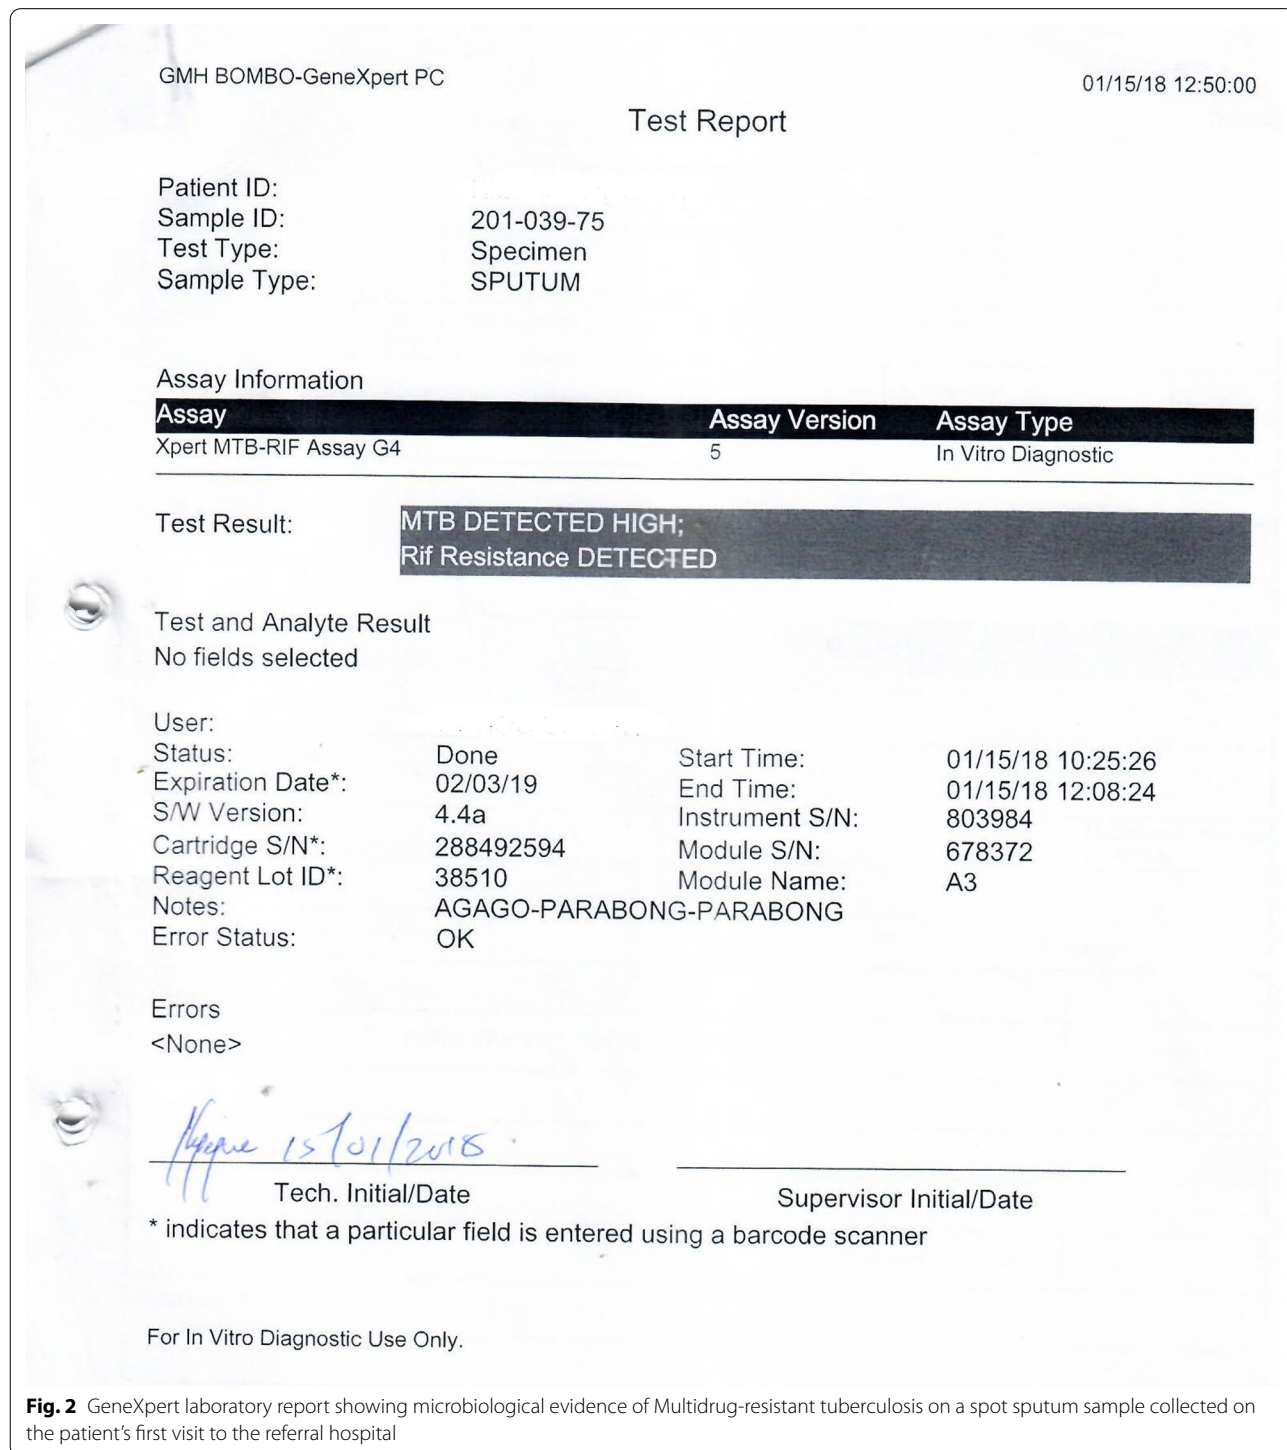 GMH BOMBO-GeneXpert PC
01/15/18 12:50:00
Test Report
Patient ID:
Sample ID: 201-039-75
Test Type: Specimen
Sample Type: SPUTUM
Assay Information
Assay Assay Version Assay Type
Xpert MTB-RIF Assay G4 5 In Vitro Diagnostic
Test Result: MTB DETECTED HIGH;
Rif Resistance DETECTED
Test and Analyte Result
No fields selected
User:
Status: Done Start Time: 01/15/18 10:25:26
Expiration Date*: 02/03/19 End Time: 01/15/18 12:08:24
S/W Version: 4.4a Instrument S/N: 803984
Cartridge S/N*: 288492594 Module S/N: 678372
Reagent Lot ID*: 38510 Module Name: A3
Notes: AGAGO-PARABONG-PARABONG
Error Status: OK
Errors
<None>
15/01/2018
Tech. Initial/Date Supervisor Initial/Date
* indicates that a particular field is entered using a barcode scanner
For In Vitro Diagnostic Use Only.
Fig. 2 GeneXpert laboratory report showing microbiological evidence of Multidrug-resistant tuberculosis on a spot sputum sample collected on
the patient's first visit to the referral hospital